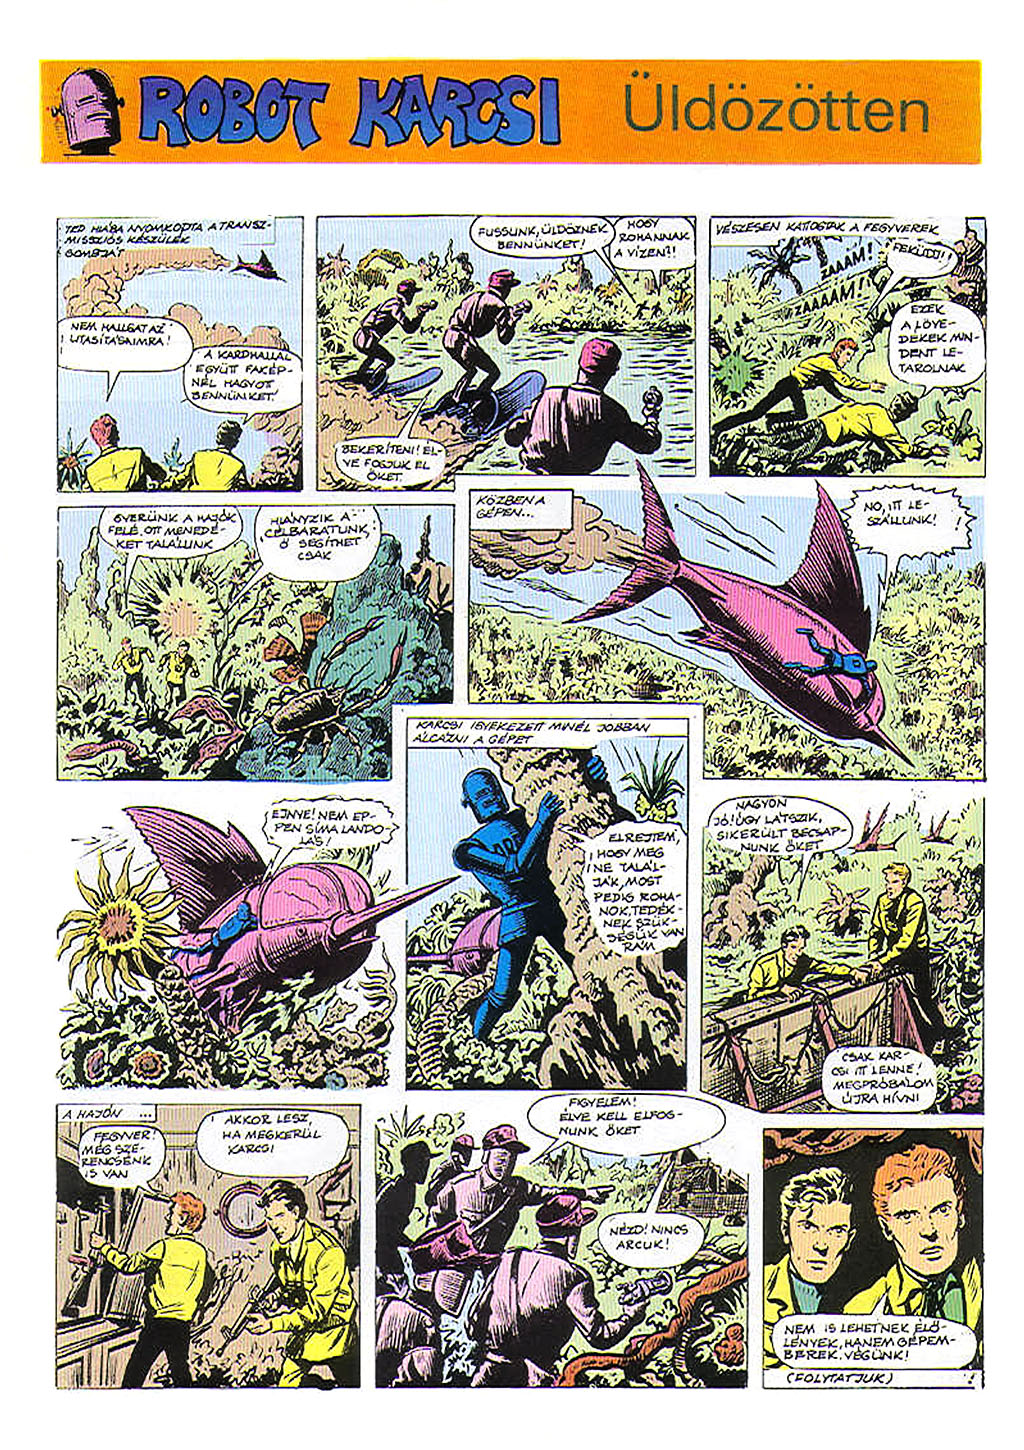 ROBOT KARCSI
Üldözötten
TED HIÁBA NYOMKODTA A TRANSZ-
MISSZIÓS KÉSZÜLÉK
GOMBJÁT
NEM HALLGAT AZ
UTASÍTÁSAIMRA!
A KARDHALLAL
EGYÜTT FAKÉP-
NÉL HAGYOTT
BENNÜNKET!
FUSSUNK, ÜLDÖZNEK
BENNÜNKET!
HOGY
ROHANNAK
A VÍZEN?!
BEKERÍTENI! ÉL-
VE FOGJUK EL
ŐKET.
VÉSZESEN KATTOGTAK A FEGYVEREK
ZAAAM!
ZAAAAM!
FEKÜDJ!!
EZEK
A LÖVE-
DÉKEK MIN-
DENT LE-
TAROLNAK
GYERÜNK A HAJÓK
FELÉ, OTT MENEDÉ-
KET TALÁLUNK
HIÁNYZIK A
CÉLBARÁTUNK,
Ő SEGÍTHET
CSAK
KÖZBEN A
GÉPEN...
NO, ITT LE-
SZÁLLUNK!
!
EJNYE! NEM ÉP-
PEN SIMA LANDO-
LÁS!
KARCSI IGYEKEZETT MINÉL JOBBAN
ÁLCÁZNI A GÉPET
ELREJTEM,
HOGY MEG
NE TALÁL-
JÁK, MOST
PEDIG ROHA-
NOK, TEDÉK-
NEK SZÜK-
SÉGÜK VAN
RÁM
NAGYON
JÓ! ÚGY LÁTSZIK,
SIKERÜLT BECSAP-
NUNK ŐKET
CSAK KAR-
CSI ITT LENNE!
MEGPRÓBÁLOM
ÚJRA HÍVNI
A HAJÓN ...
FEGYVER!
MÉG SZE-
RENCSÉNK
IS VAN
AKKOR LESZ,
HA MEGKERÜL
KARCSI
FIGYELEM!
ÉLVE KELL ELFOG-
NUNK ŐKET
NÉZD! NINCS
ARCUK!
NEM IS LEHETNEK ÉLŐ-
LÉNYEK, HANEM GÉPEM-
BEREK. VÉGÜNK!
(FOLYTATJUK)
!